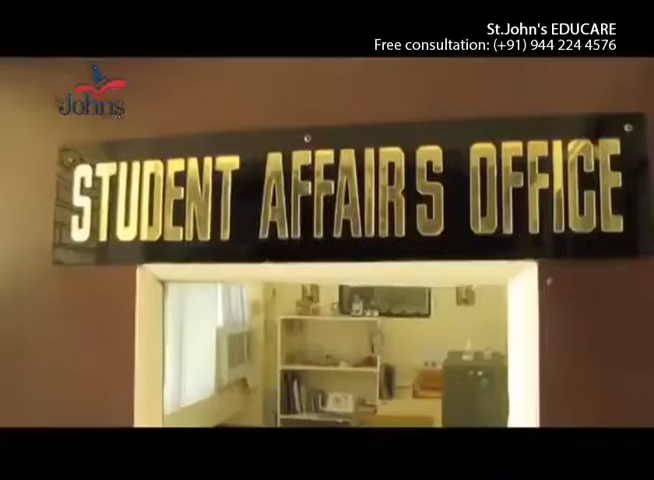 St.John's EDUCARE
Free consultation: (+91) 944 224 4576
Johns
STUDENT AFFAIRS OFFICE